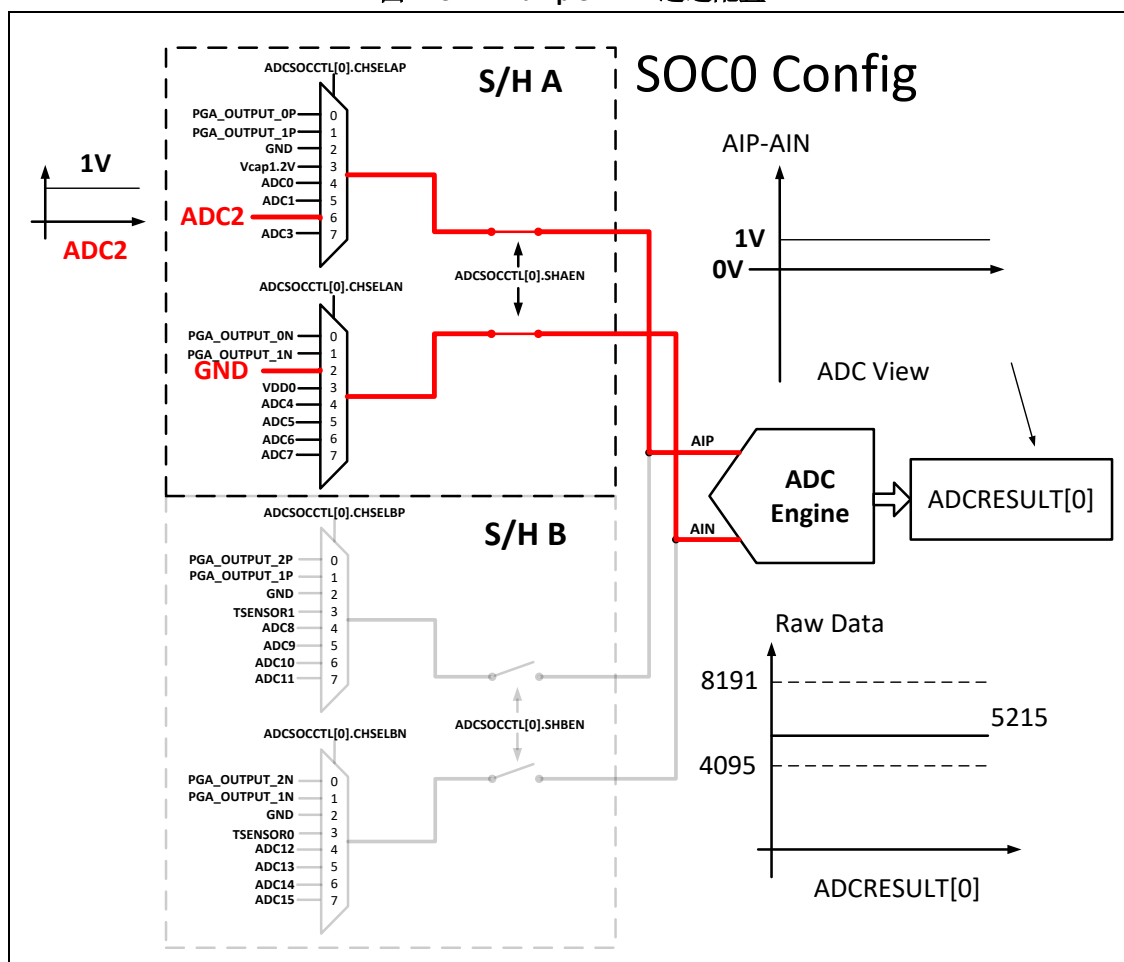 ADCSOCCTL[0].CHSELAP
S/H A
SOC0 Config
PGA_OUTPUT_0P
0
PGA_OUTPUT_1P
1
GND
2
Vcap1.2V
3
ADC0
4
ADC1
5
ADC2
6
ADC3
7
1V
ADC2
AIP-AIN
1V
0V
ADC View
ADCSOCCTL[0].SHAEN
ADCSOCCTL[0].CHSELAN
PGA_OUTPUT_0N
0
PGA_OUTPUT_1N
1
GND
2
VDD0
3
ADC4
4
ADC5
5
ADC6
6
ADC7
7
AIP
AIN
ADC
Engine
ADCRESULT[0]
ADCSOCCTL[0].CHSELBP
S/H B
PGA_OUTPUT_2P
0
PGA_OUTPUT_1P
1
GND
2
TSENSOR1
3
ADC8
4
ADC9
5
ADC10
6
ADC11
7
ADCSOCCTL[0].SHBEN
ADCSOCCTL[0].CHSELBN
PGA_OUTPUT_2N
0
PGA_OUTPUT_1N
1
GND
2
TSENSOR0
3
ADC12
4
ADC13
5
ADC14
6
ADC15
7
Raw Data
8191
5215
4095
ADCRESULT[0]